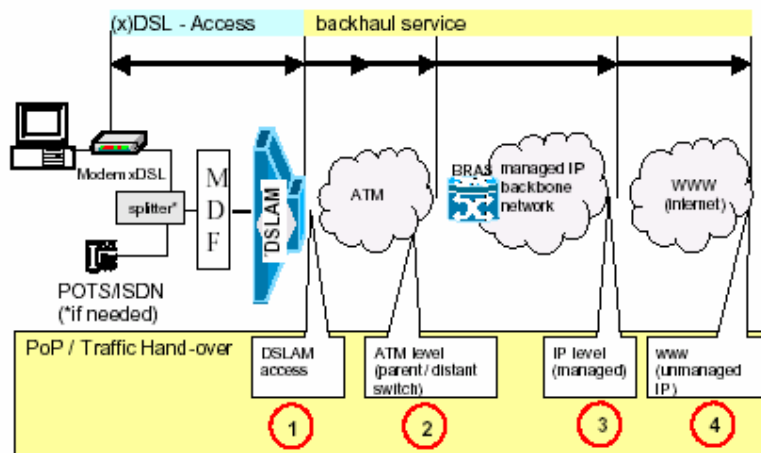 (x)DSL - Access
backhaul service
Modem xDSL
splitter*
MDF
DSLAM
ATM
BRAS
managed IP
backbone
network
WWW
(Internet)
POTS/ISDN
(*if needed)
PoP / Traffic Hand-over
DSLAM
access
ATM level
(parent / distant
switch)
IP level
(managed)
www
(unmanaged
IP)
1
2
3
4